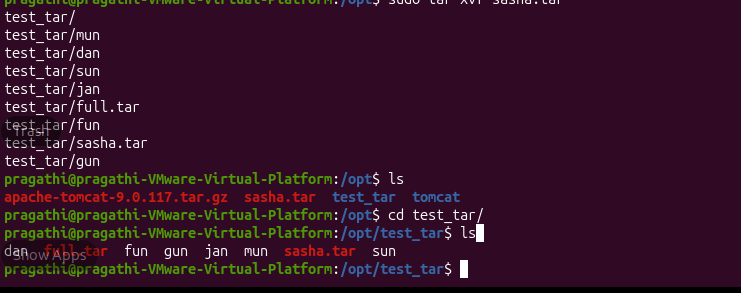 pragathi@pragathi-VMware-Virtual-Platform:/opt$ sudo tar xvf sasha.tar
test_tar/
test_tar/mun
test_tar/dan
test_tar/sun
test_tar/jan
test_tar/full.tar
test_tar/fun
Trash
test_tar/sasha.tar
test_tar/gun
pragathi@pragathi-VMware-Virtual-Platform:/opt$ ls
apache-tomcat-9.0.117.tar.gz sasha.tar test_tar tomcat
pragathi@pragathi-VMware-Virtual-Platform:/opt$ cd test_tar/
pragathi@pragathi-VMware-Virtual-Platform:/opt/test_tar$ ls
dan full.tar fun gun jan mun sasha.tar sun
Show Apps
pragathi@pragathi-VMware-Virtual-Platform:/opt/test_tar$